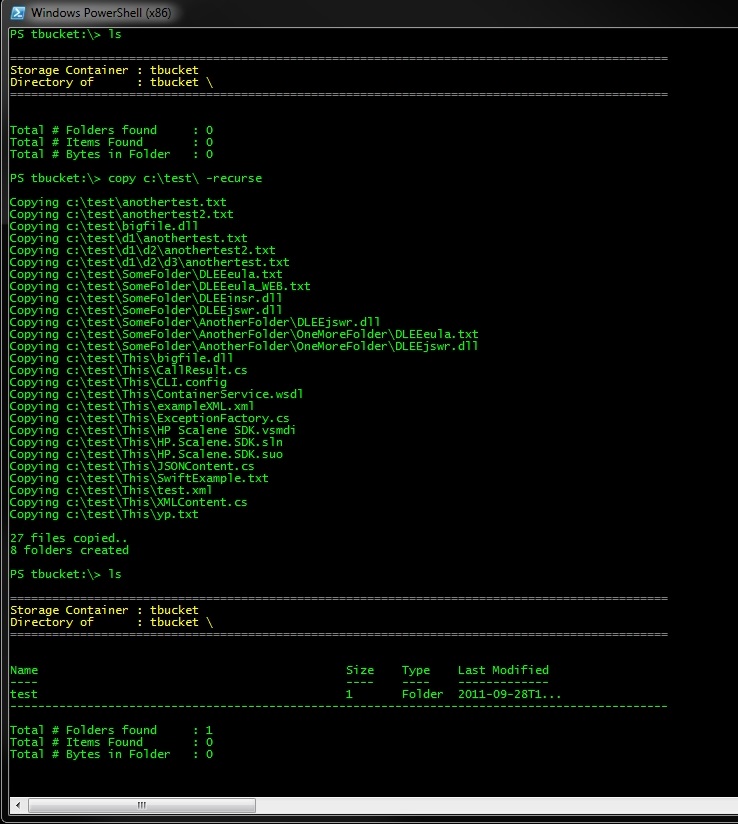 Windows PowerShell (x86)
PS tbucket:\> ls
==============================================================================================
Storage Container : tbucket
Directory of      : tbucket \
==============================================================================================
Total # Folders found     : 0
Total # Items Found       : 0
Total # Bytes in Folder   : 0
PS tbucket:\> copy c:\test\ -recurse
Copying c:\test\anothertest.txt
Copying c:\test\anothertest2.txt
Copying c:\test\bigfile.dll
Copying c:\test\d1\anothertest.txt
Copying c:\test\d1\d2\anothertest2.txt
Copying c:\test\d1\d2\d3\anothertest.txt
Copying c:\test\SomeFolder\DLEEeula.txt
Copying c:\test\SomeFolder\DLEEeula_WEB.txt
Copying c:\test\SomeFolder\DLEEinsr.dll
Copying c:\test\SomeFolder\DLEEjswr.dll
Copying c:\test\SomeFolder\AnotherFolder\DLEEjswr.dll
Copying c:\test\SomeFolder\AnotherFolder\OneMoreFolder\DLEEeula.txt
Copying c:\test\SomeFolder\AnotherFolder\OneMoreFolder\DLEEjswr.dll
Copying c:\test\This\bigfile.dll
Copying c:\test\This\CallResult.cs
Copying c:\test\This\CLI.config
Copying c:\test\This\ContainerService.wsdl
Copying c:\test\This\exampleXML.xml
Copying c:\test\This\ExceptionFactory.cs
Copying c:\test\This\HP Scalene SDK.vsmdi
Copying c:\test\This\HP.Scalene.SDK.sln
Copying c:\test\This\HP.Scalene.SDK.suo
Copying c:\test\This\JSONContent.cs
Copying c:\test\This\SwiftExample.txt
Copying c:\test\This\test.xml
Copying c:\test\This\XMLContent.cs
Copying c:\test\This\yp.txt
27 files copied..
8 folders created
PS tbucket:\> ls
==============================================================================================
Storage Container : tbucket
Directory of      : tbucket \
==============================================================================================
Name                                            Size    Type    Last Modified
----                                            ----    ----    -------------
test                                            1       Folder  2011-09-28T1...
----------------------------------------------------------------------------------------------
Total # Folders found     : 1
Total # Items Found       : 0
Total # Bytes in Folder   : 0